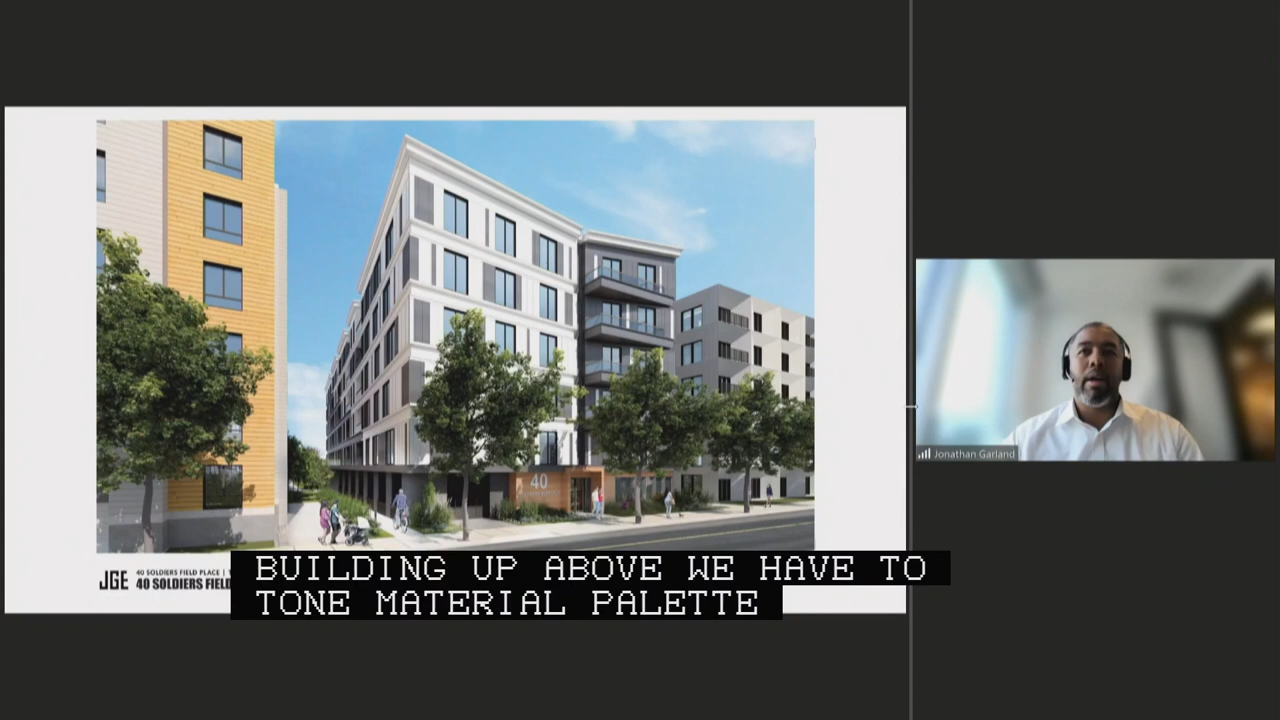 40
JGE
40 SOLDIERS FIELD PLACE |
40 SOLDIERS FIELD
BUILDING UP ABOVE WE HAVE TO
TONE MATERIAL PALETTE
Jonathan Garland